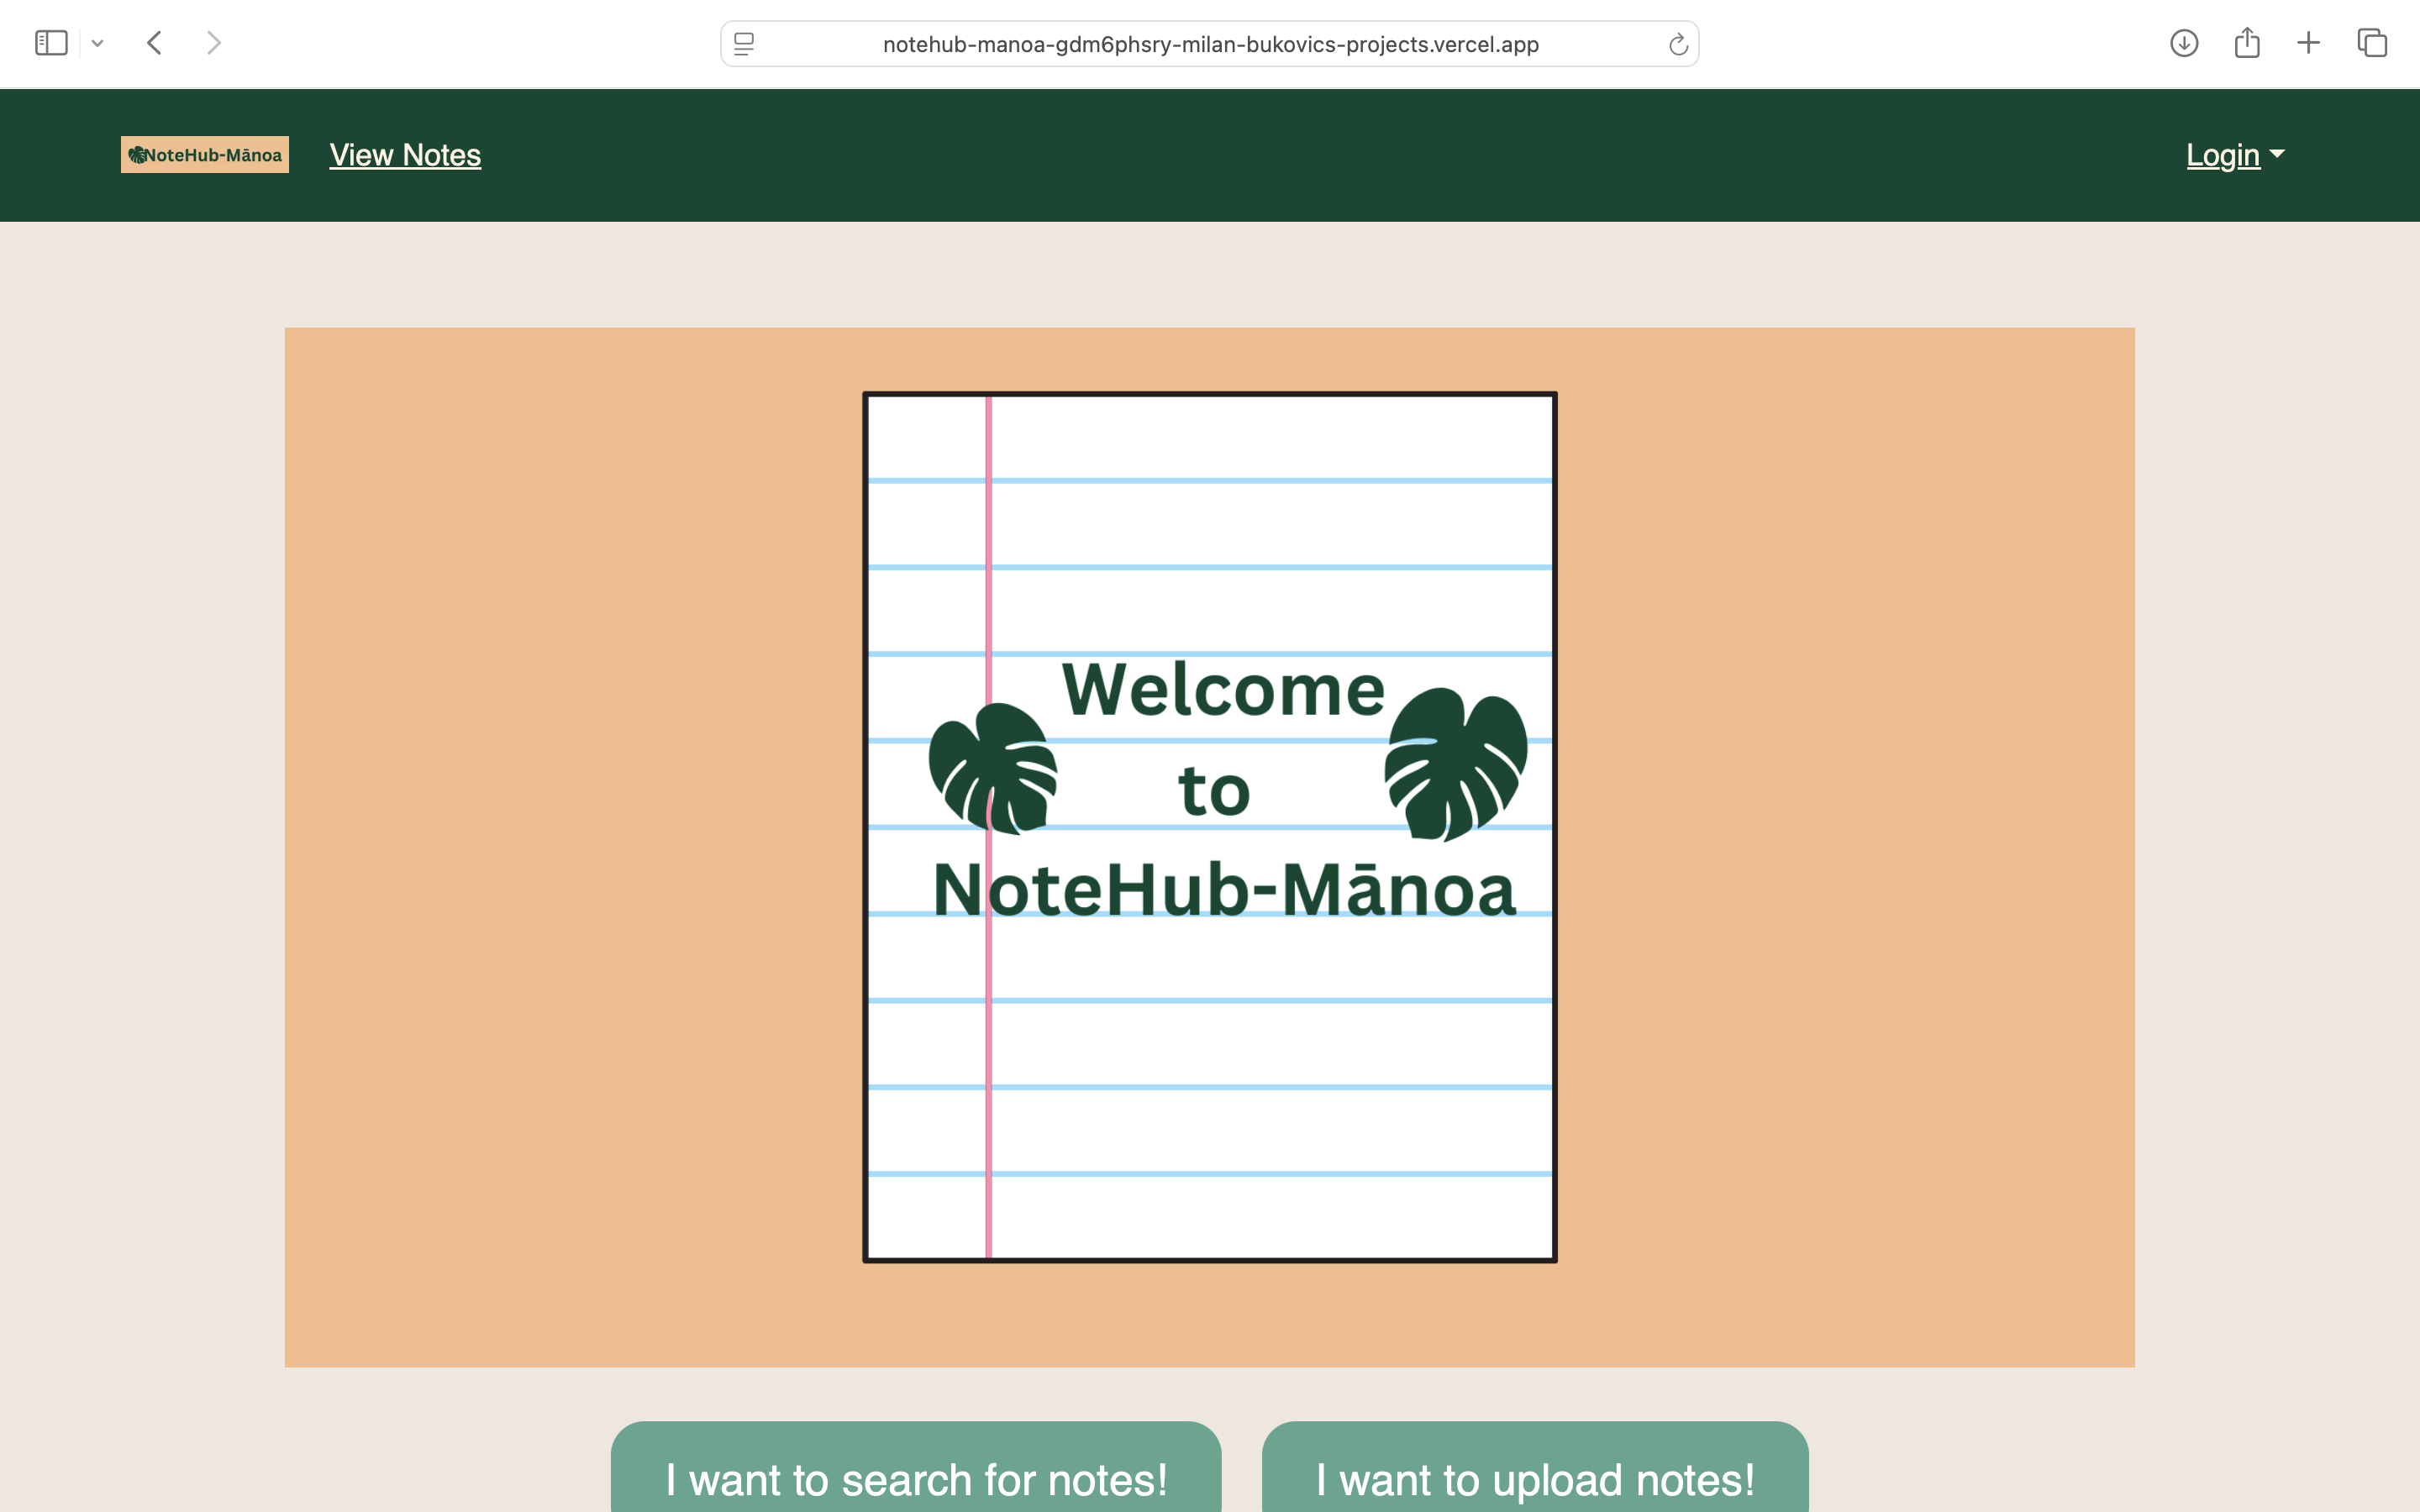 notehub-manoa-gdm6phsry-milan-bukovics-projects.vercel.app
NoteHub-Mānoa
View Notes
Login
Welcome
to
NoteHub-Mānoa
I want to search for notes!
I want to upload notes!